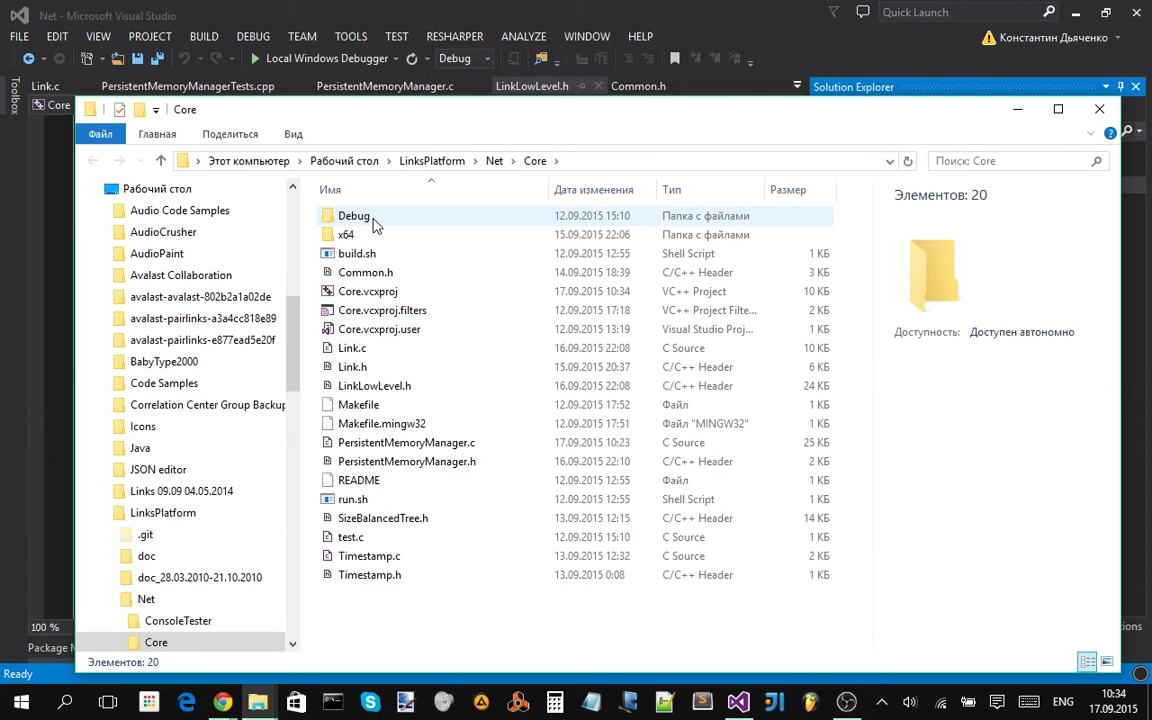 Net - Microsoft Visual Studio
Quick Launch
FILE EDIT VIEW PROJECT BUILD DEBUG TEAM TOOLS TEST RESHARPER ANALYZE WINDOW HELP
Константин Дьяченко
Local Windows Debugger
Debug
Link.c PersistentMemoryManagerTests.cpp PersistentMemoryManager.c LinkLowLevel.h Common.h
Solution Explorer
Toolbox
Core
Core
Файл Главная Поделиться Вид
Этот компьютер Рабочий стол LinksPlatform Net Core
Поиск: Core
Рабочий стол
Audio Code Samples
AudioCrusher
AudioPaint
Avalast Collaboration
avalast-avalast-802b2a1a02de
avalast-pairlinks-a3a4cc818e89
avalast-pairlinks-e877ead5e20f
BabyType2000
Code Samples
Correlation Center Group Backup
Icons
Java
JSON editor
Links 09.09 04.05.2014
LinksPlatform
.git
doc
doc_28.03.2010-21.10.2010
Net
ConsoleTester
Core
Имя Дата изменения Тип Размер
Debug 12.09.2015 15:10 Папка с файлами
x64 15.09.2015 22:06 Папка с файлами
build.sh 12.09.2015 12:55 Shell Script 1 КБ
Common.h 14.09.2015 18:39 C/C++ Header 3 КБ
Core.vcxproj 17.09.2015 10:34 VC++ Project 10 КБ
Core.vcxproj.filters 12.09.2015 17:18 VC++ Project Filte... 2 КБ
Core.vcxproj.user 12.09.2015 13:19 Visual Studio Proj... 1 КБ
Link.c 16.09.2015 22:08 C Source 10 КБ
Link.h 15.09.2015 20:37 C/C++ Header 6 КБ
LinkLowLevel.h 16.09.2015 22:08 C/C++ Header 24 КБ
Makefile 12.09.2015 17:52 Файл 1 КБ
Makefile.mingw32 12.09.2015 17:51 Файл "MINGW32" 1 КБ
PersistentMemoryManager.c 17.09.2015 10:23 C Source 25 КБ
PersistentMemoryManager.h 16.09.2015 22:10 C/C++ Header 2 КБ
README 12.09.2015 12:55 Файл 1 КБ
run.sh 12.09.2015 12:55 Shell Script 1 КБ
SizeBalancedTree.h 13.09.2015 12:15 C/C++ Header 14 КБ
test.c 12.09.2015 15:10 C Source 1 КБ
Timestamp.c 13.09.2015 12:32 C Source 2 КБ
Timestamp.h 13.09.2015 0:08 C/C++ Header 1 КБ
Элементов: 20
Доступность: Доступен автономно
100 %
Package M
Элементов: 20
Ready
ENG
10:34
17.09.2015